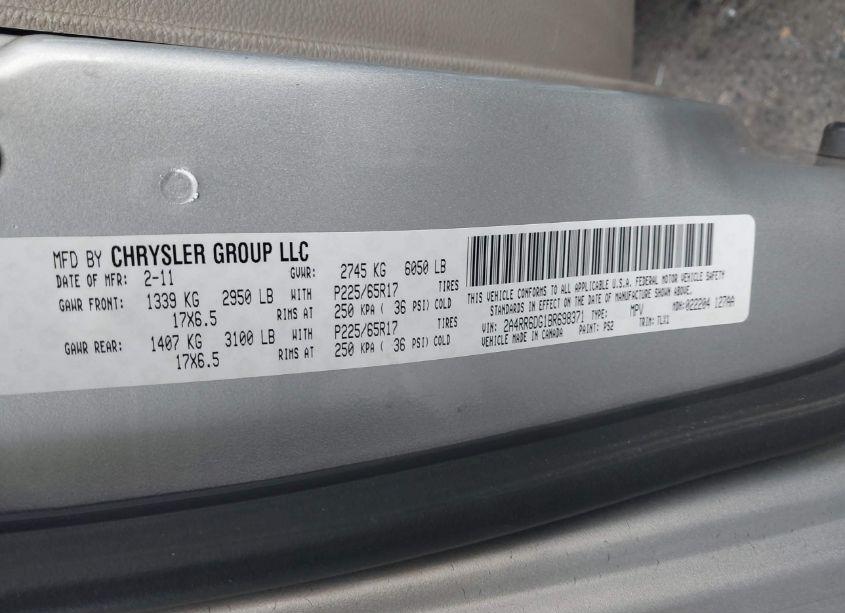 MFD BY CHRYSLER GROUP LLC
DATE OF MFR: 2-11 GVWR: 2745 KG 6050 LB
GAWR FRONT: 1339 KG 2950 LB WITH P225/65R17 TIRES
17X6.5 RIMS AT 250 KPA ( 36 PSI) COLD
GAWR REAR: 1407 KG 3100 LB WITH P225/65R17 TIRES
17X6.5 RIMS AT 250 KPA ( 36 PSI) COLD
THIS VEHICLE CONFORMS TO ALL APPLICABLE U.S.A. FEDERAL MOTOR VEHICLE SAFETY
STANDARDS IN EFFECT ON THE DATE OF MANUFACTURE SHOWN ABOVE.
VIN: 2A4RR6DG1BR698371 TYPE: MPV MDH: 022204 127AA
VEHICLE MADE IN CANADA PAINT: PS2 TRIM: TLV1